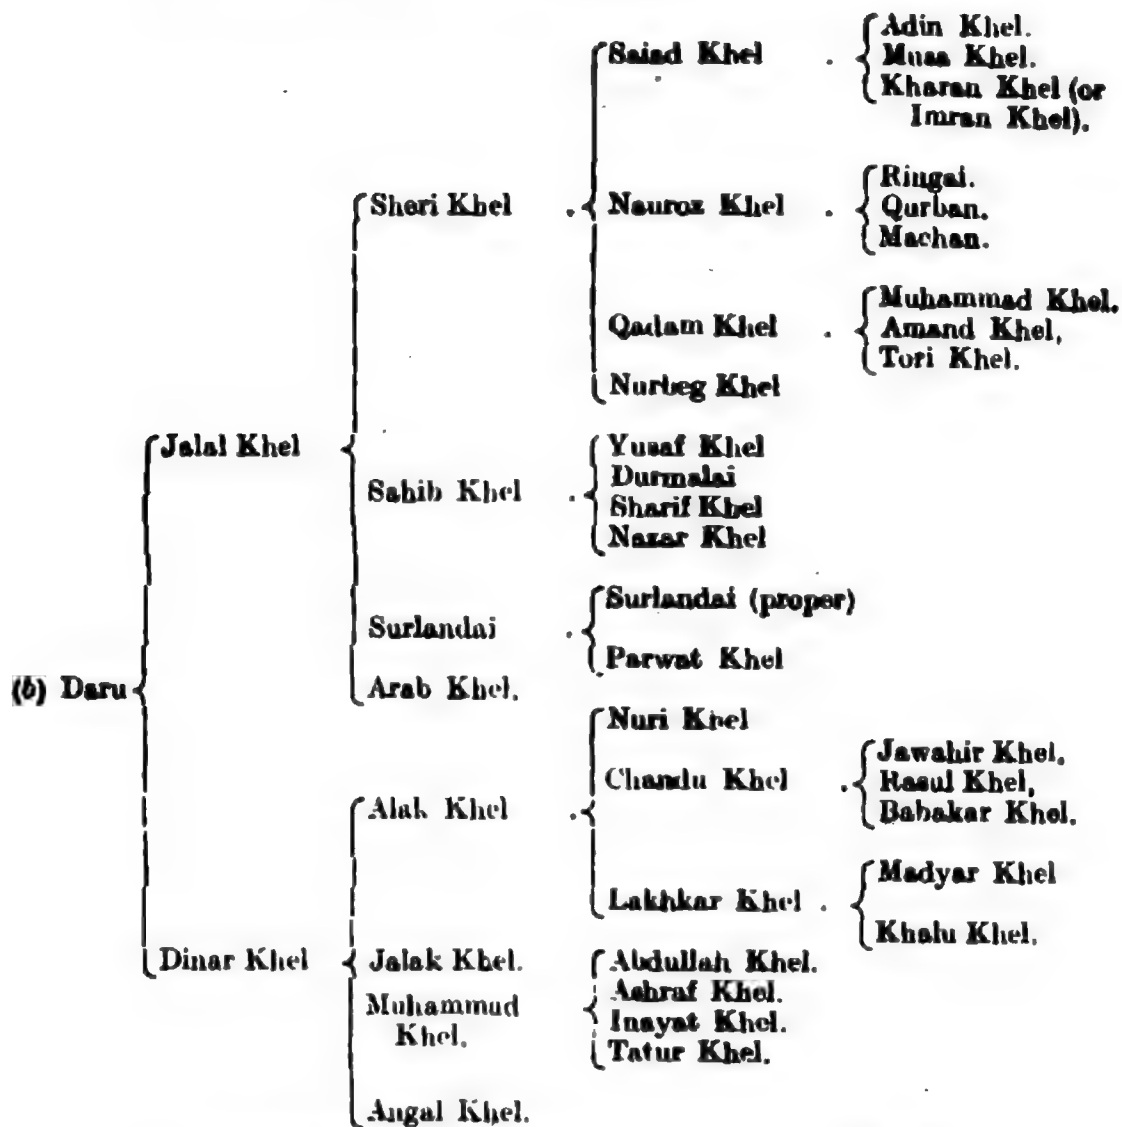 Adin Khel.
Saiad Khel . Musa Khel.
Kharan Khel (or
Imran Khel).
Ringai.
Sheri Khel . Nauroz Khel . Qurban.
Machan.
Muhammad Khel.
Qadam Khel . Amand Khel,
Tori Khel.
Nurbeg Khel
Jalal Khel Yusaf Khel
Durmalai
Sahib Khel . Sharif Khel
Nazar Khel
Surlandai (proper)
Surlandai .
Parwat Khel
(b) Daru Arab Khel.
Nuri Khel
Jawahir Khel.
Chandu Khel . Rasul Khel,
Alak Khel . Babakar Khel.
Madyar Khel
Lakhkar Khel .
Khalu Khel.
Dinar Khel Jalak Khel. Abdullah Khel.
Ashraf Khel.
Muhammud Inayat Khel.
Khel. Tatur Khel.
Angal Khel.